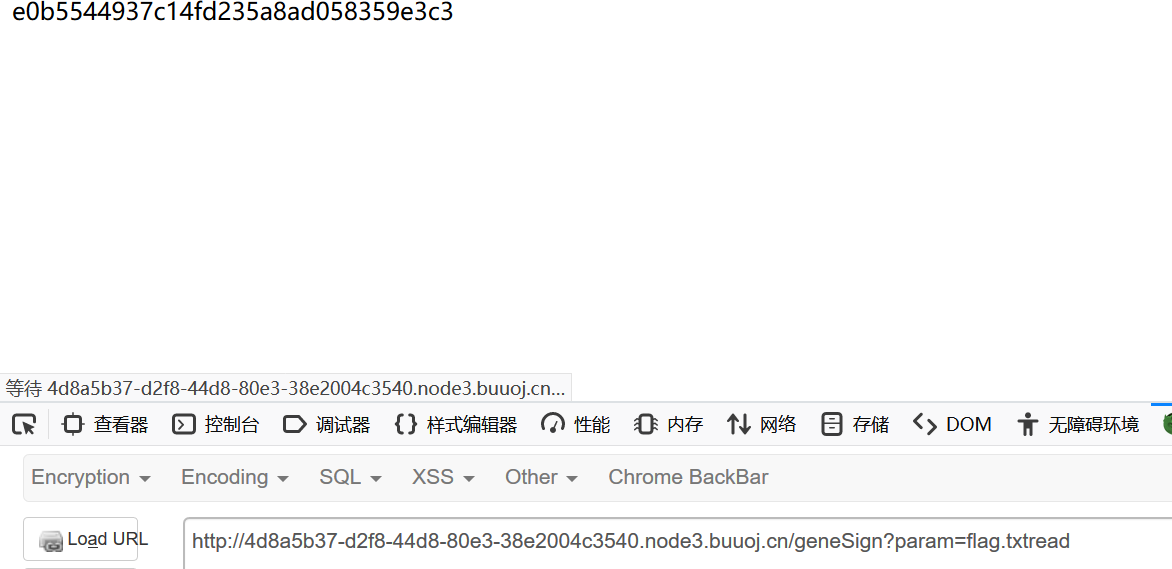 e0b5544937c14fd235a8ad058359e3c3
等待 4d8a5b37-d2f8-44d8-80e3-38e2004c3540.node3.buuoj.cn...
查看器 控制台 调试器 样式编辑器 性能 内存 网络 存储 DOM 无障碍环境
Encryption Encoding SQL XSS Other Chrome BackBar
Load URL http://4d8a5b37-d2f8-44d8-80e3-38e2004c3540.node3.buuoj.cn/geneSign?param=flag.txtread